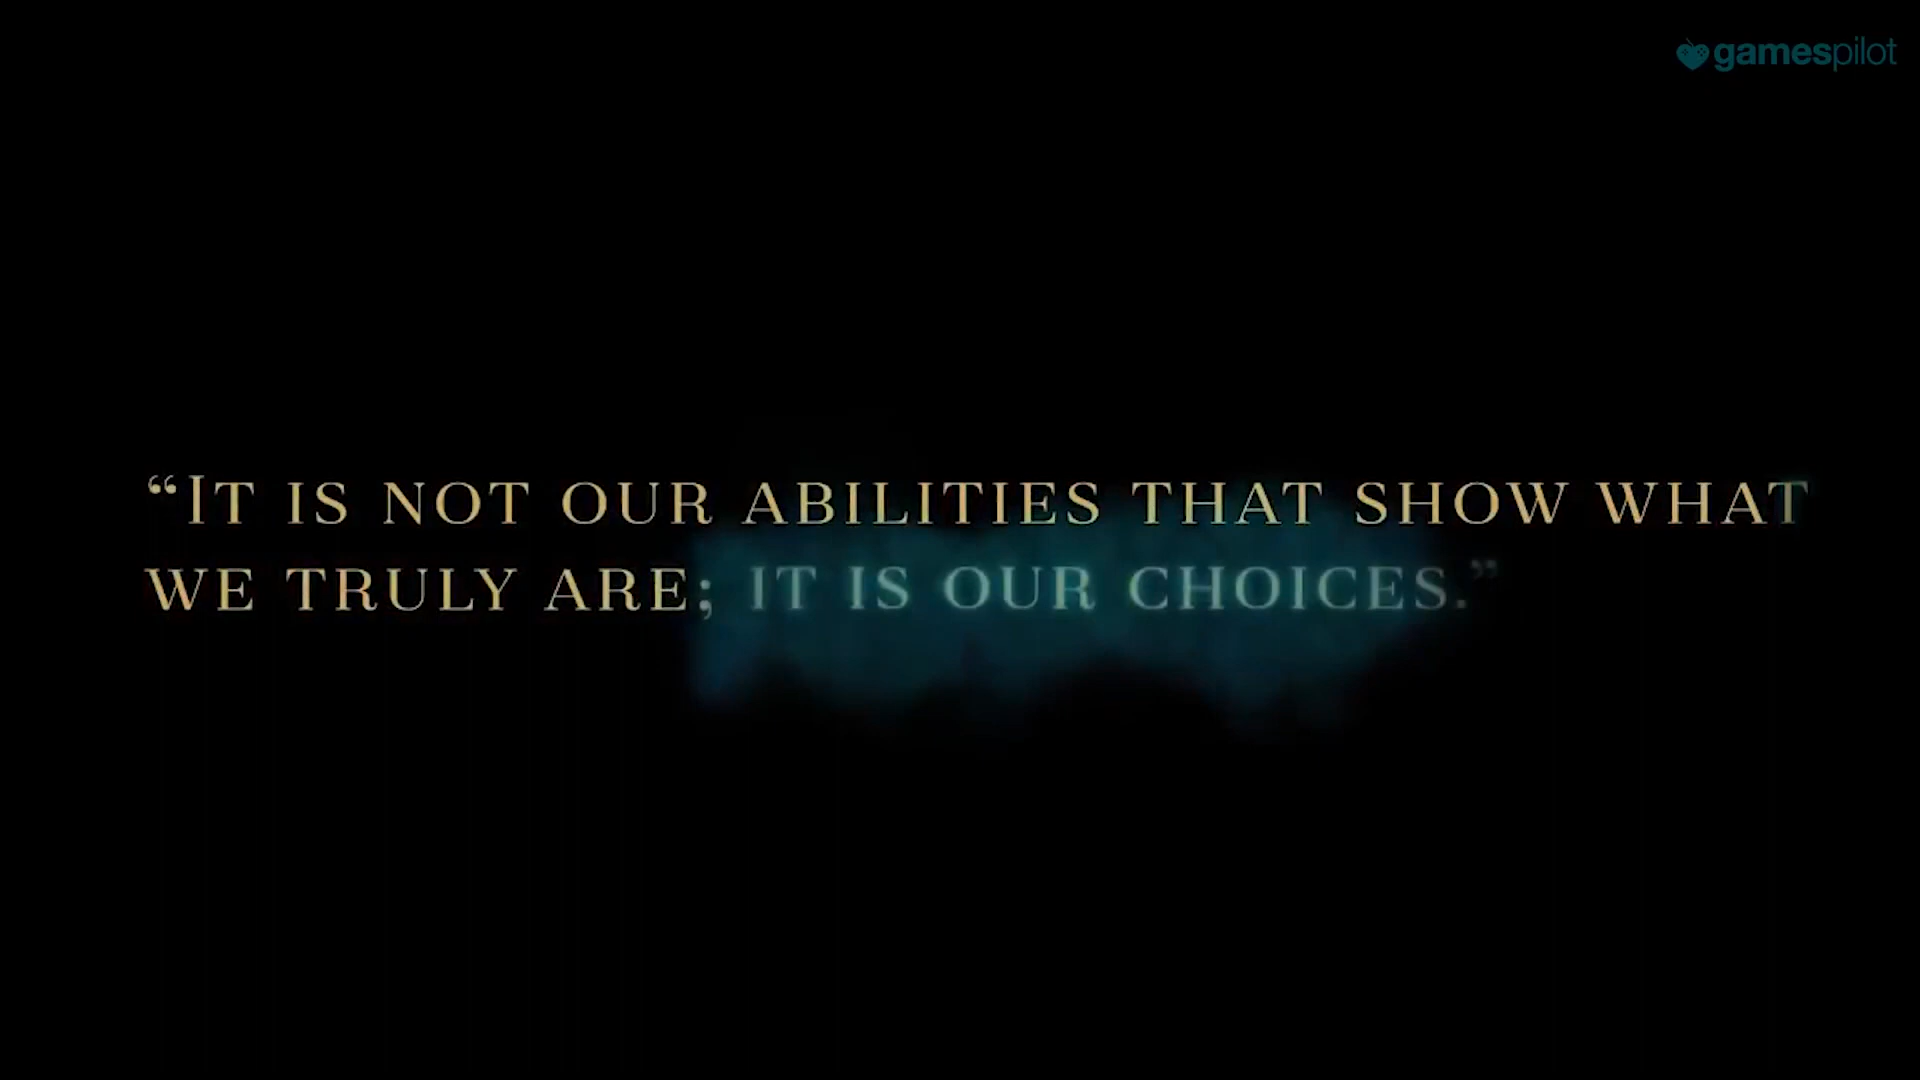 gamespilot
“It is not our abilities that show what
we truly are; it is our choices.”